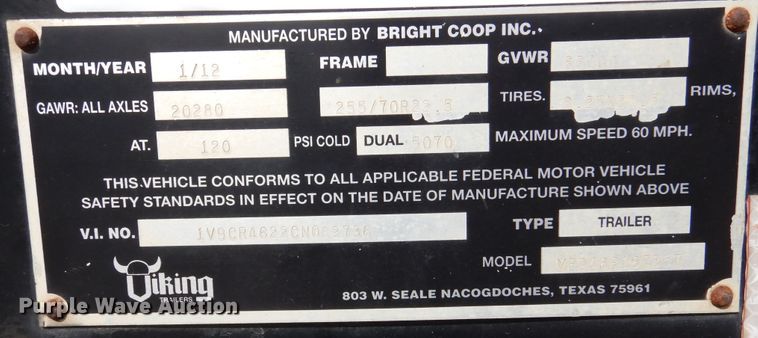 MANUFACTURED BY BRIGHT COOP INC.
MONTH/YEAR 1/12 FRAME GVWR
GAWR: ALL AXLES 20280 255/70R22.5 TIRES. RIMS,
AT. 120 PSI COLD DUAL 5070 MAXIMUM SPEED 60 MPH.
THIS VEHICLE CONFORMS TO ALL APPLICABLE FEDERAL MOTOR VEHICLE
SAFETY STANDARDS IN EFFECT ON THE DATE OF MANUFACTURE SHOWN ABOVE
V.I. NO. TYPE TRAILER
MODEL
Viking
TRAILERS
803 W. SEALE NACOGDOCHES, TEXAS 75961
Purple Wave Auction